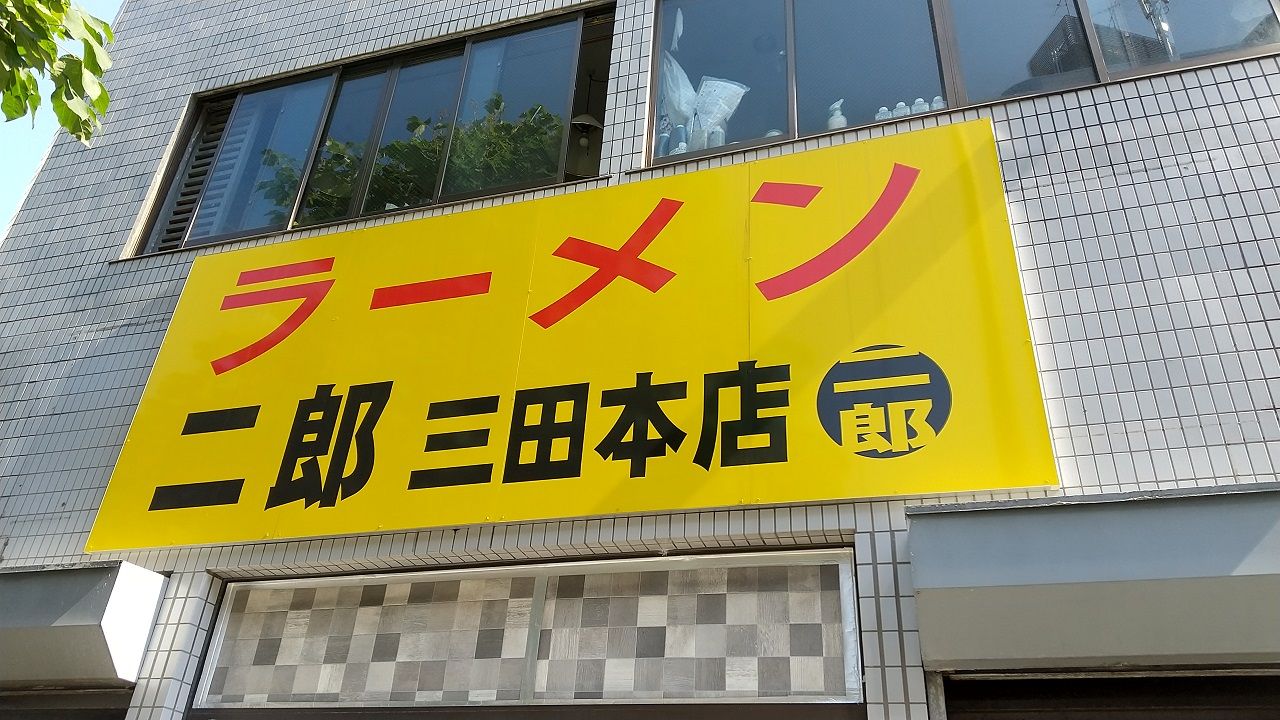 ラーメン
二郎 三田本店 二郎